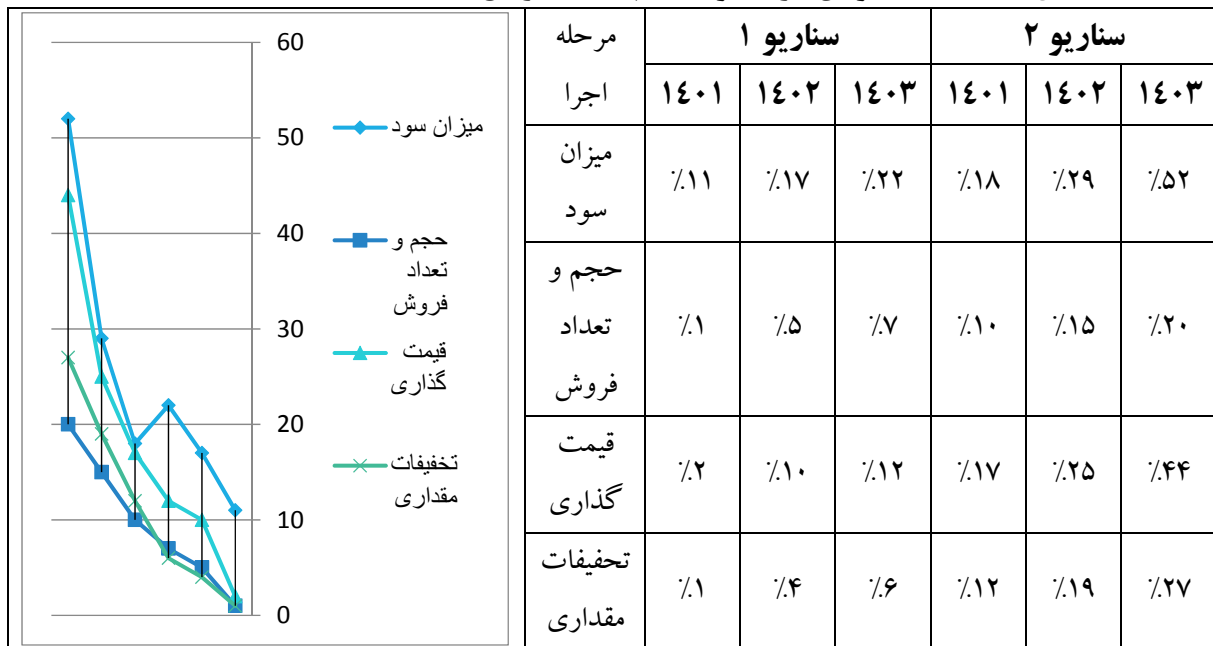 60
50
40
30
20
10
0
میزان سود
حجم و
تعداد
فروش
قیمت
گذاری
تخفیفات
مقداری
مرحله
اجرا
سناریو ۱
سناریو ۲
۱۴۰۱ ۱۴۰۲ ۱۴۰۳ ۱۴۰۱ ۱۴۰۲ ۱۴۰۳
میزان
سود
٪۱۱ ٪۱۷ ٪۲۲ ٪۱۸ ٪۲۹ ٪۵۲
حجم و
تعداد
فروش
٪۱ ٪۵ ٪۷ ٪۱۰ ٪۱۵ ٪۲۰
قیمت
گذاری
٪۲ ٪۱۰ ٪۱۲ ٪۱۷ ٪۲۵ ٪۴۴
تحفیفات
مقداری
٪۱ ٪۴ ٪۶ ٪۱۲ ٪۱۹ ٪۲۷